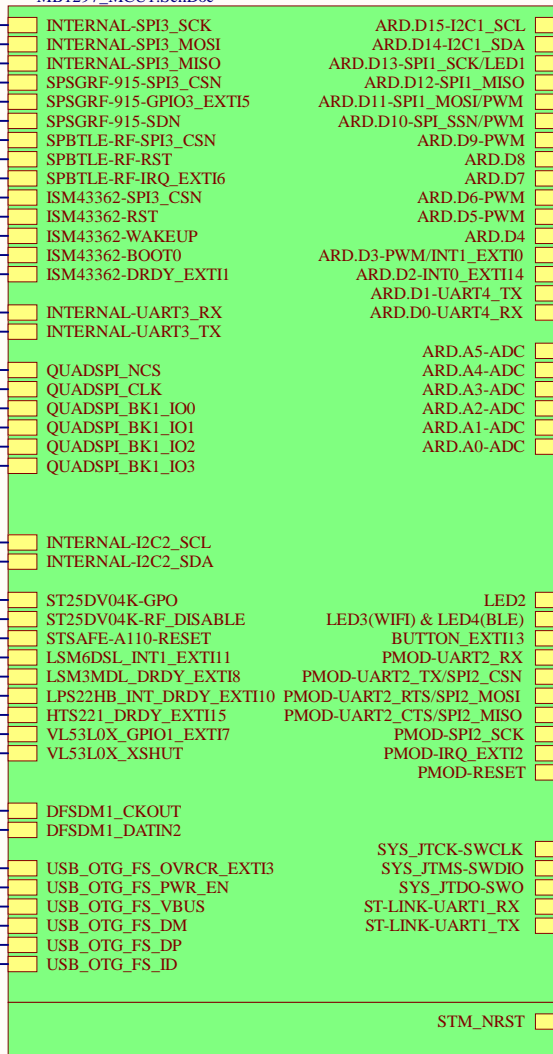 MB1297_MCU1.SchDoc
INTERNAL-SPI3_SCK
INTERNAL-SPI3_MOSI
INTERNAL-SPI3_MISO
SPSGRF-915-SPI3_CSN
SPSGRF-915-GPIO3_EXTI5
SPSGRF-915-SDN
SPBTLE-RF-SPI3_CSN
SPBTLE-RF-RST
SPBTLE-RF-IRQ_EXTI6
ISM43362-SPI3_CSN
ISM43362-RST
ISM43362-WAKEUP
ISM43362-BOOT0
ISM43362-DRDY_EXTI1
INTERNAL-UART3_RX
INTERNAL-UART3_TX
QUADSPI_NCS
QUADSPI_CLK
QUADSPI_BK1_IO0
QUADSPI_BK1_IO1
QUADSPI_BK1_IO2
QUADSPI_BK1_IO3
INTERNAL-I2C2_SCL
INTERNAL-I2C2_SDA
ST25DV04K-GPO
ST25DV04K-RF_DISABLE
STSAFE-A110-RESET
LSM6DSL_INT1_EXTI11
LSM3MDL_DRDY_EXTI8
LPS22HB_INT_DRDY_EXTI10
HTS221_DRDY_EXTI15
VL53L0X_GPIO1_EXTI7
VL53L0X_XSHUT
DFSDM1_CKOUT
DFSDM1_DATIN2
USB_OTG_FS_OVRCR_EXTI3
USB_OTG_FS_PWR_EN
USB_OTG_FS_VBUS
USB_OTG_FS_DM
USB_OTG_FS_DP
USB_OTG_FS_ID
ARD.D15-I2C1_SCL
ARD.D14-I2C1_SDA
ARD.D13-SPI1_SCK/LED1
ARD.D12-SPI1_MISO
ARD.D11-SPI1_MOSI/PWM
ARD.D10-SPI_SSN/PWM
ARD.D9-PWM
ARD.D8
ARD.D7
ARD.D6-PWM
ARD.D5-PWM
ARD.D4
ARD.D3-PWM/INT1_EXTI0
ARD.D2-INT0_EXTI14
ARD.D1-UART4_TX
ARD.D0-UART4_RX
ARD.A5-ADC
ARD.A4-ADC
ARD.A3-ADC
ARD.A2-ADC
ARD.A1-ADC
ARD.A0-ADC
LED2
LED3(WIFI) & LED4(BLE)
BUTTON_EXTI13
PMOD-UART2_RX
PMOD-UART2_TX/SPI2_CSN
PMOD-UART2_RTS/SPI2_MOSI
PMOD-UART2_CTS/SPI2_MISO
PMOD-SPI2_SCK
PMOD-IRQ_EXTI2
PMOD-RESET
SYS_JTCK-SWCLK
SYS_JTMS-SWDIO
SYS_JTDO-SWO
ST-LINK-UART1_RX
ST-LINK-UART1_TX
STM_NRST